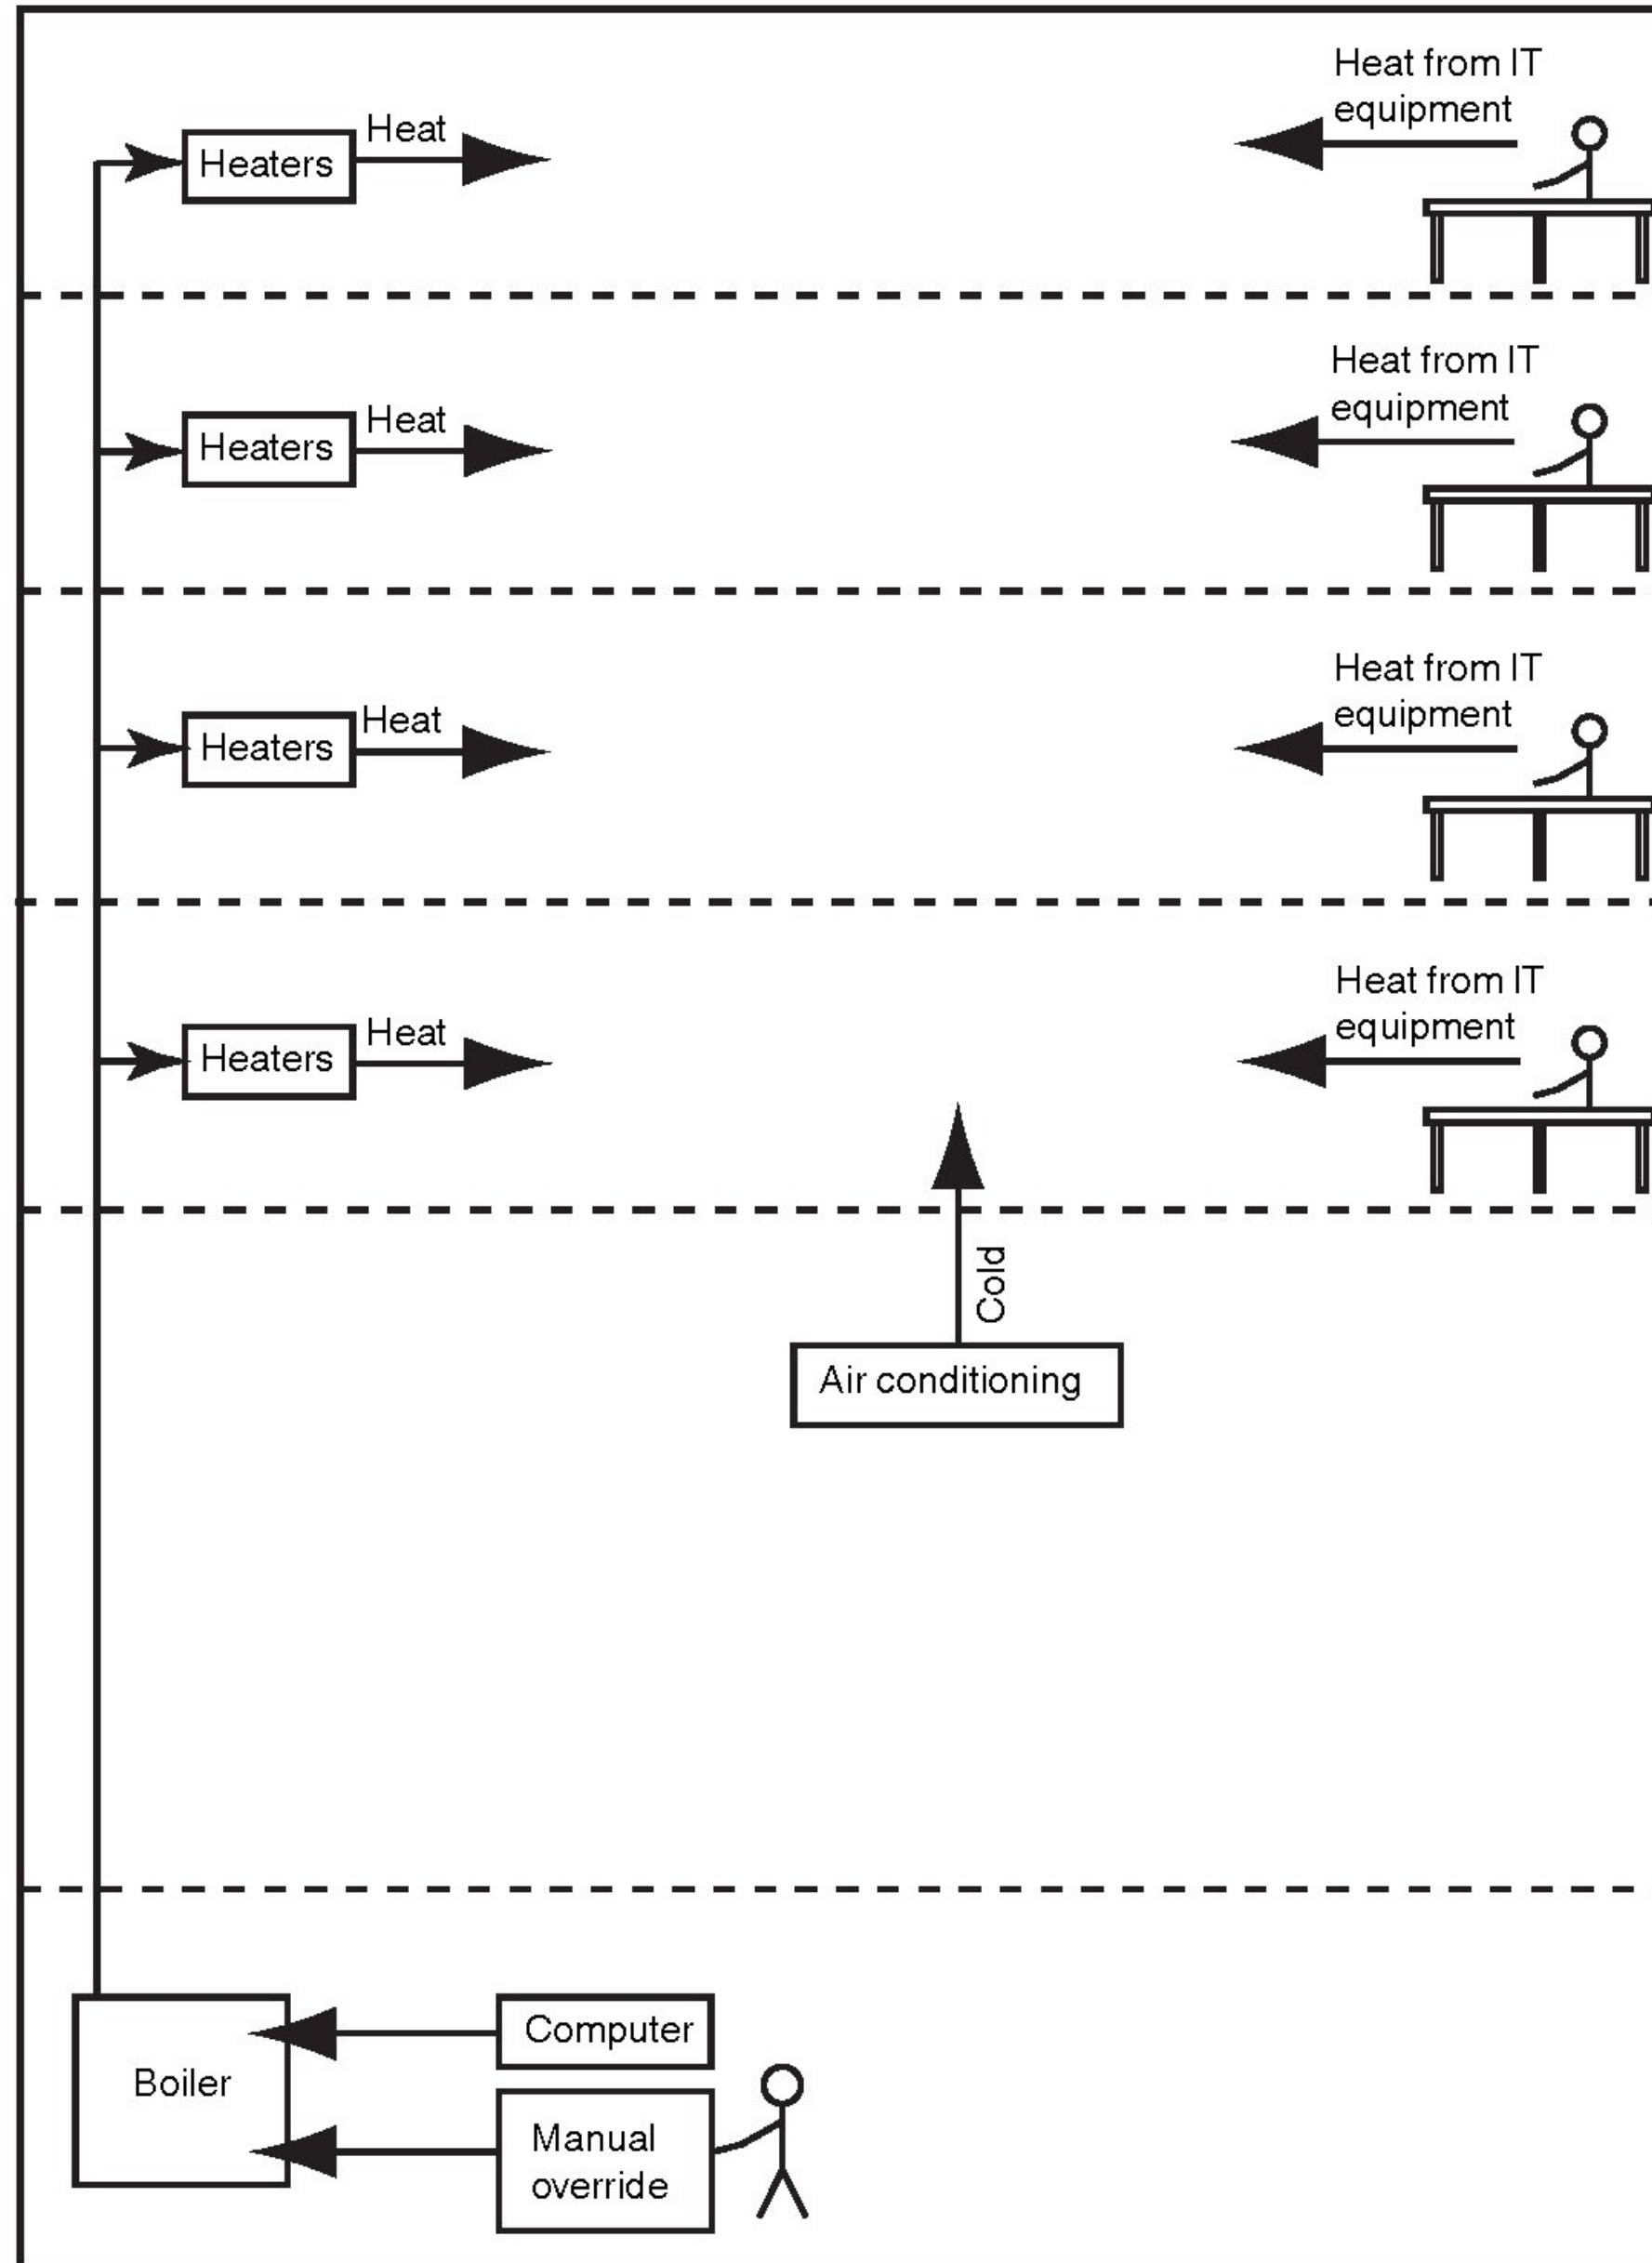 Heat from IT
equipment
Heat
Heaters
Heat from IT
equipment
Heat
Heaters
Heat from IT
equipment
Heat
Heaters
Heat from IT
equipment
Heat
Heaters
Cold
Air conditioning
Computer
Boiler
Manual
override